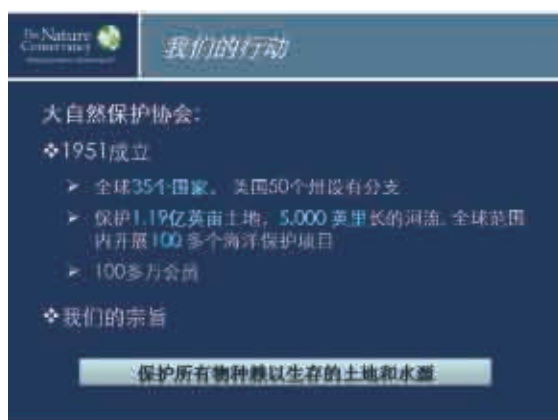 The Nature
Conservancy
我们的行动
大自然保护协会:
❖1951成立
➢ 全球35个国家, 美国50个州设有分支
➢ 保护1.19亿英亩土地, 5,000 英里长的河流, 全球范围
内开展100 多个海洋保护项目
➢ 100多万会员
❖我们的宗旨
保护所有物种赖以生存的土地和水源